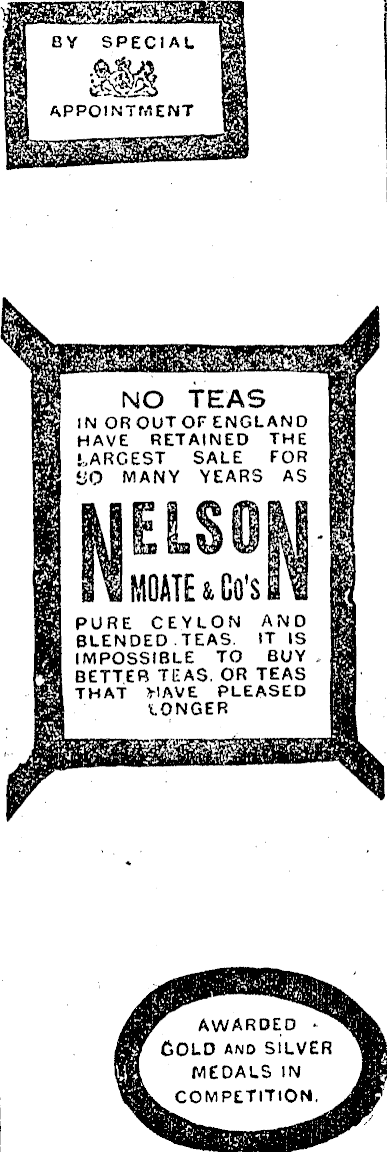 BY SPECIAL
APPOINTMENT
NO TEAS
IN OR OUT OF ENGLAND
HAVE RETAINED THE
LARGEST SALE FOR
SO MANY YEARS AS
NELSON
MOATE & Co's
PURE CEYLON AND
BLENDED TEAS. IT IS
IMPOSSIBLE TO BUY
BETTER TEAS, OR TEAS
THAT HAVE PLEASED
LONGER
AWARDED
GOLD AND SILVER
MEDALS IN
COMPETITION.